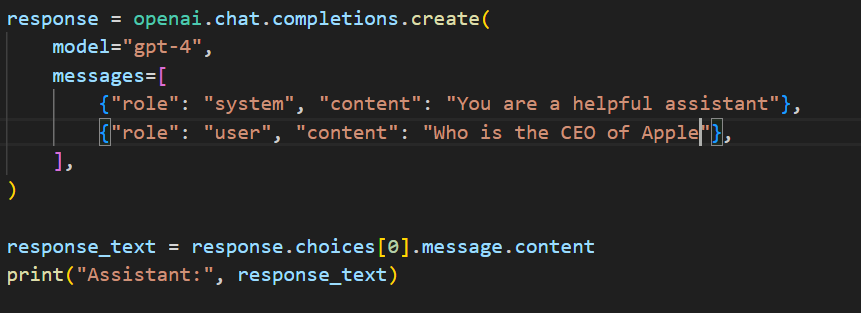 response = openai.chat.completions.create(
    model="gpt-4",
    messages=[
        {"role": "system", "content": "You are a helpful assistant"},
        {"role": "user", "content": "Who is the CEO of Apple"},
    ],
)

response_text = response.choices[0].message.content
print("Assistant:", response_text)